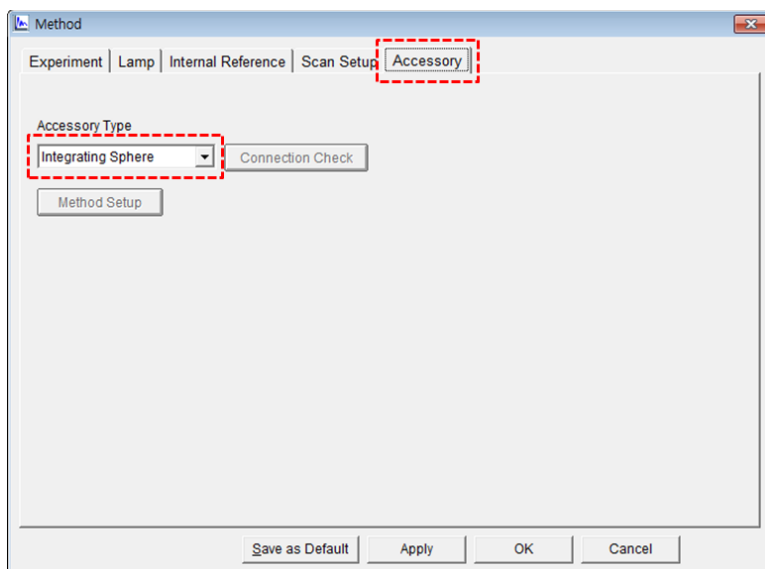 Method
Experiment Lamp Internal Reference Scan Setup Accessory
Accessory Type
Integrating Sphere Connection Check
Method Setup
Save as Default Apply OK Cancel